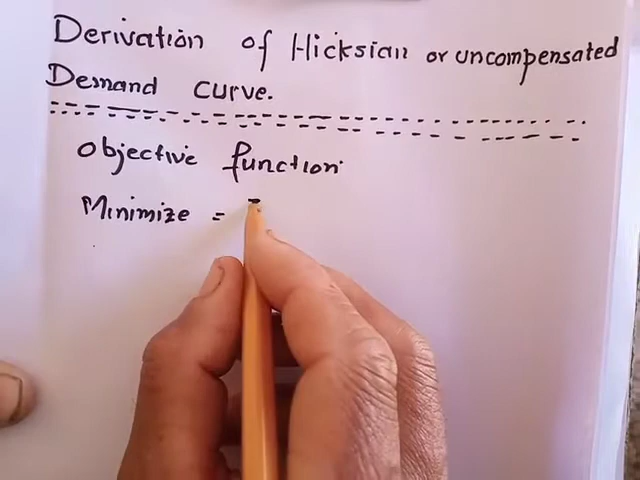 Derivation of Hicksian or uncompensated
Demand curve.
Objective function
Minimize =